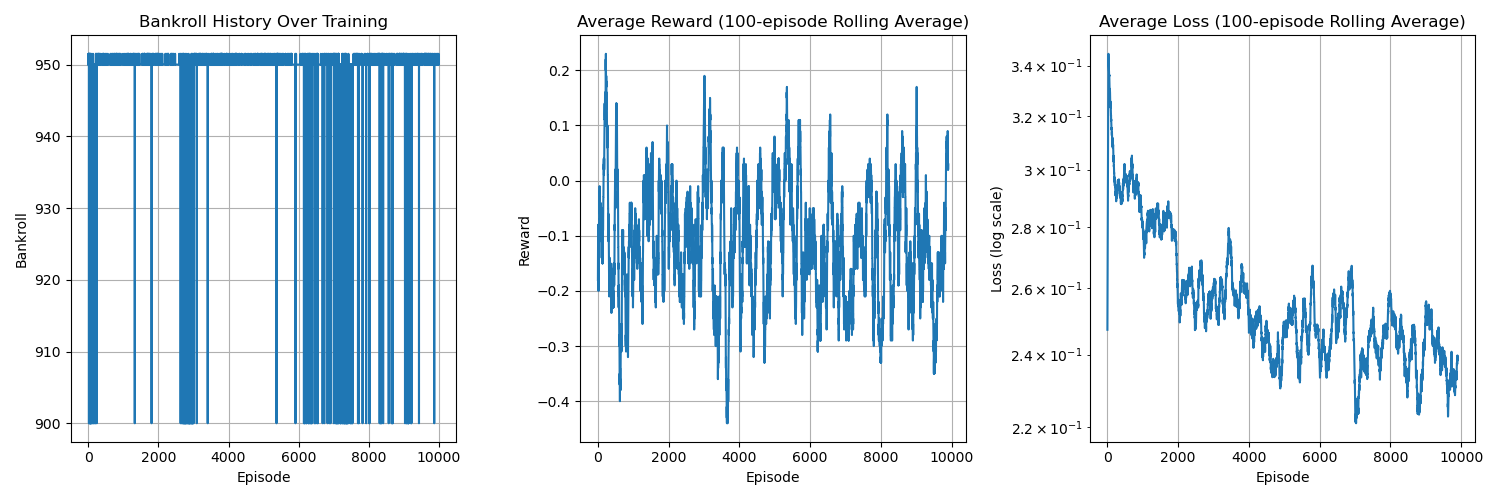 Bankroll History Over Training
Bankroll
950
940
930
920
910
900
0 2000 4000 6000 8000 10000
Episode
Average Reward (100-episode Rolling Average)
Reward
0.2
0.1
0.0
−0.1
−0.2
−0.3
−0.4
0 2000 4000 6000 8000 10000
Episode
Average Loss (100-episode Rolling Average)
Loss (log scale)
3.4 × 10⁻¹
3.2 × 10⁻¹
3 × 10⁻¹
2.8 × 10⁻¹
2.6 × 10⁻¹
2.4 × 10⁻¹
2.2 × 10⁻¹
0 2000 4000 6000 8000 10000
Episode